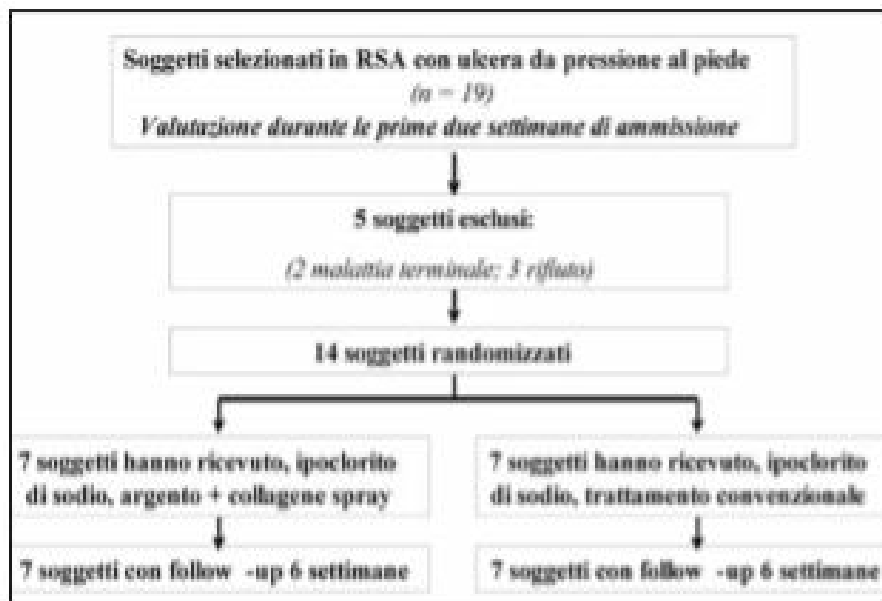 Soggetti selezionati in RSA con ulcera da pressione al piede
(n = 19)
Valutazione durante le prime due settimane di ammissione
5 soggetti esclusi:
(2 malattia terminale; 3 rifiuto)
14 soggetti randomizzati
7 soggetti hanno ricevuto, ipoclorito
di sodio, argento + collagene spray
7 soggetti hanno ricevuto, ipoclorito
di sodio, trattamento convenzionale
7 soggetti con follow -up 6 settimane
7 soggetti con follow -up 6 settimane